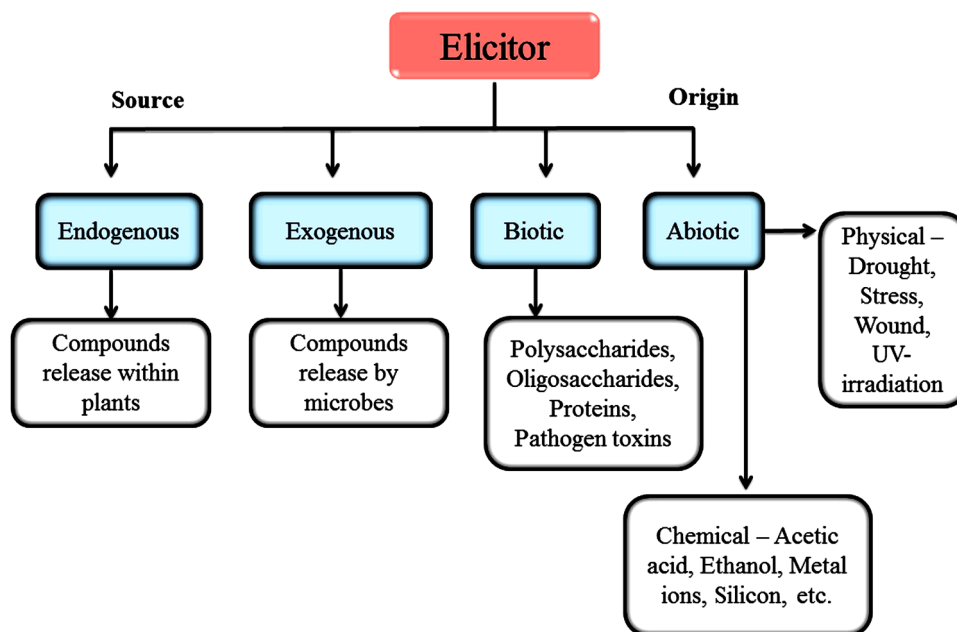 Elicitor
Source
Origin
Endogenous
Exogenous
Biotic
Abiotic
Physical –
Drought,
Stress,
Wound,
UV-
irradiation
Compounds
release within
plants
Compounds
release by
microbes
Polysaccharides,
Oligosaccharides,
Proteins,
Pathogen toxins
Chemical – Acetic
acid, Ethanol, Metal
ions, Silicon, etc.